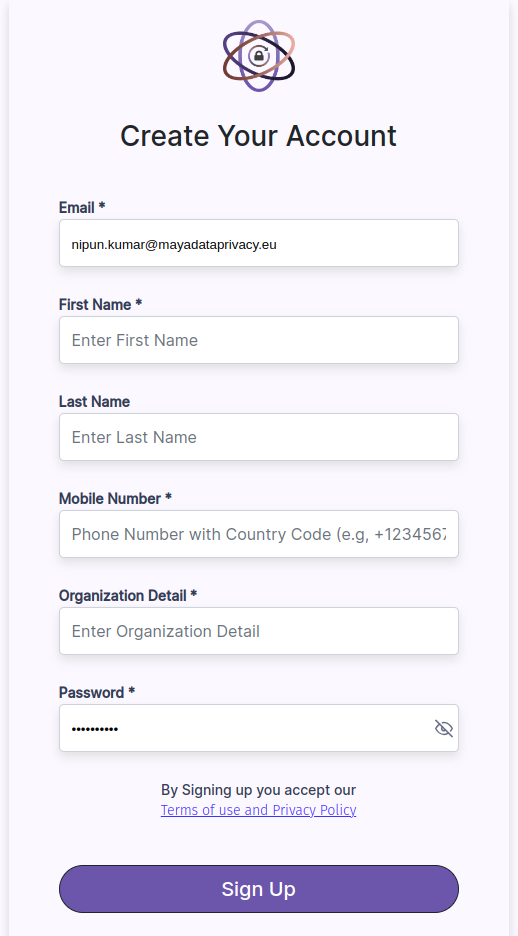 Create Your Account
Email *
nipun.kumar@mayadataprivacy.eu
First Name *
Enter First Name
Last Name
Enter Last Name
Mobile Number *
Phone Number with Country Code (e.g, +1234567
Organization Detail *
Enter Organization Detail
Password *
••••••••••
By Signing up you accept our
Terms of use and Privacy Policy
Sign Up